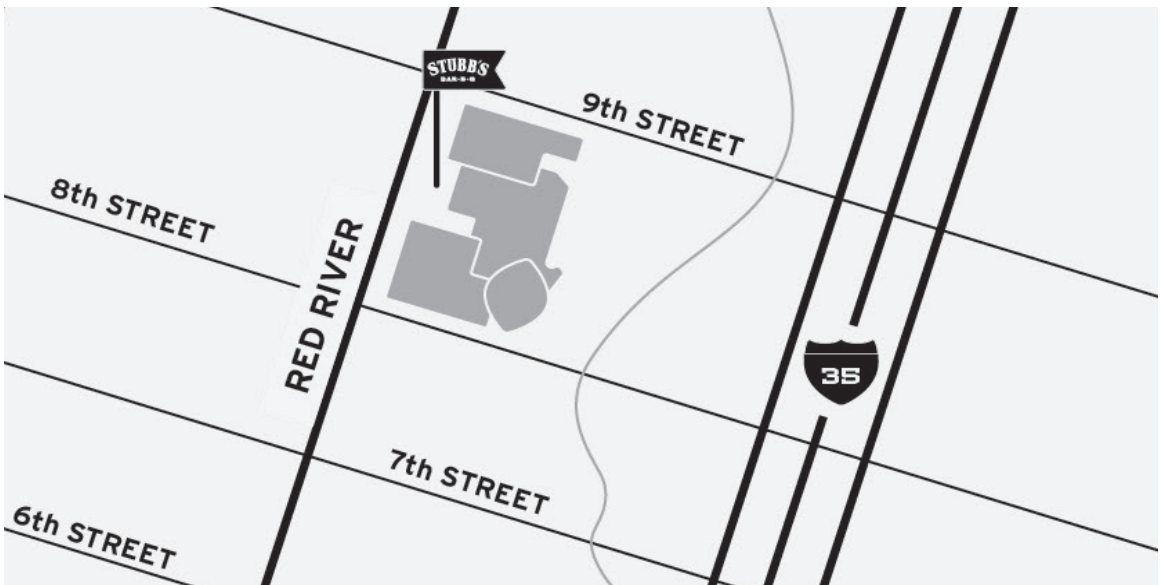 STUBB'S
BAR-B-Q
9th STREET
8th STREET
RED RIVER
35
7th STREET
6th STREET